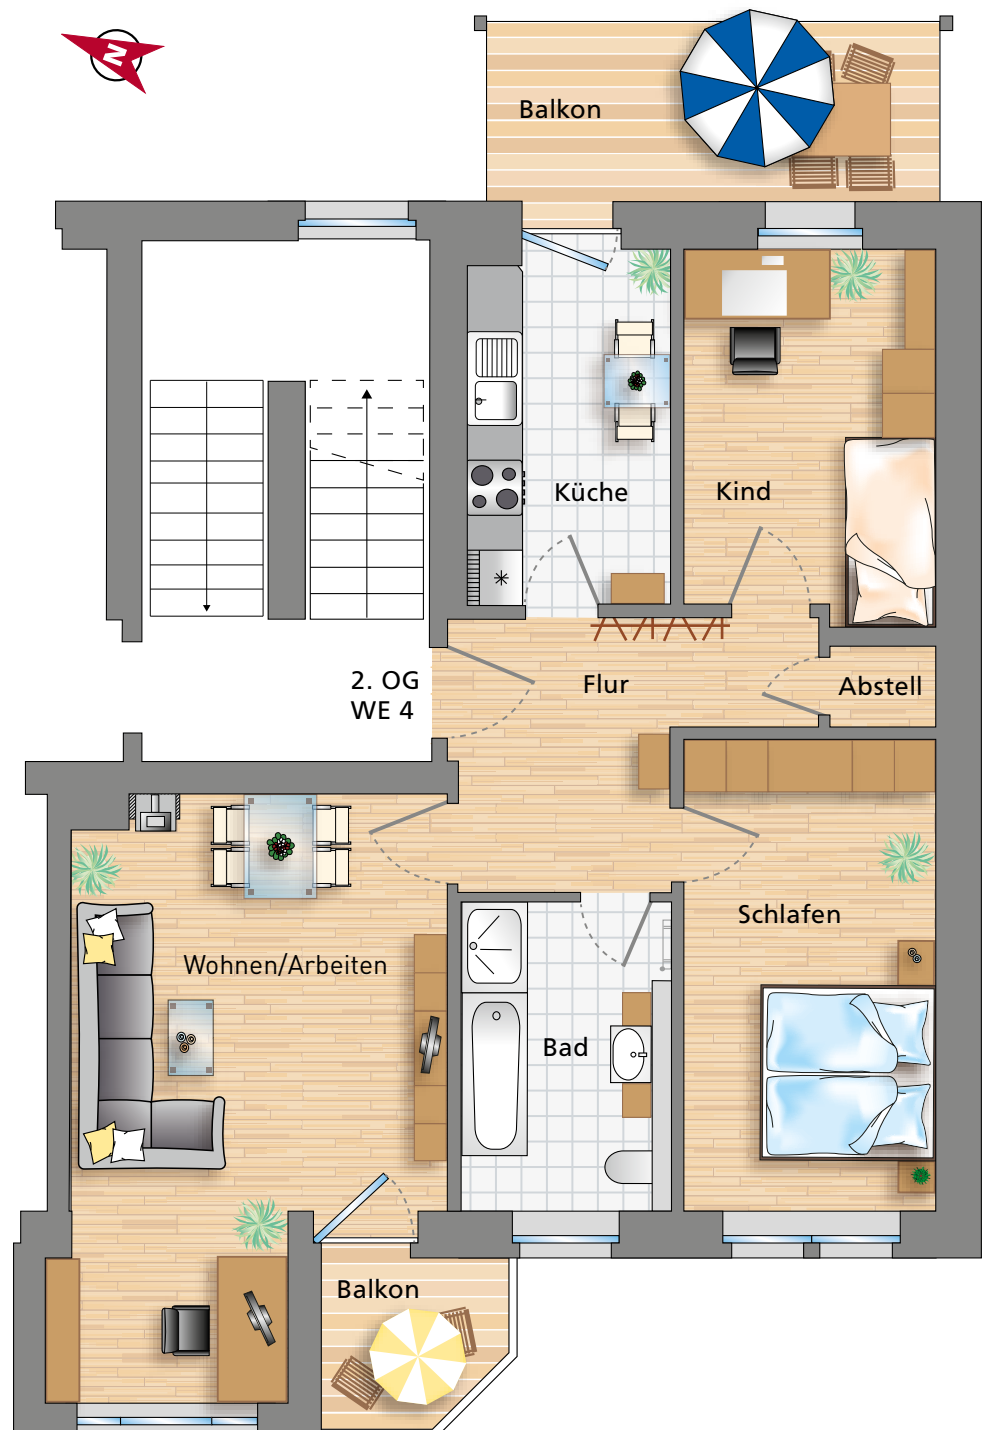 N
Balkon
Küche
Kind
2. OG
WE 4
Flur
Abstell
Schlafen
Wohnen/Arbeiten
Bad
Balkon